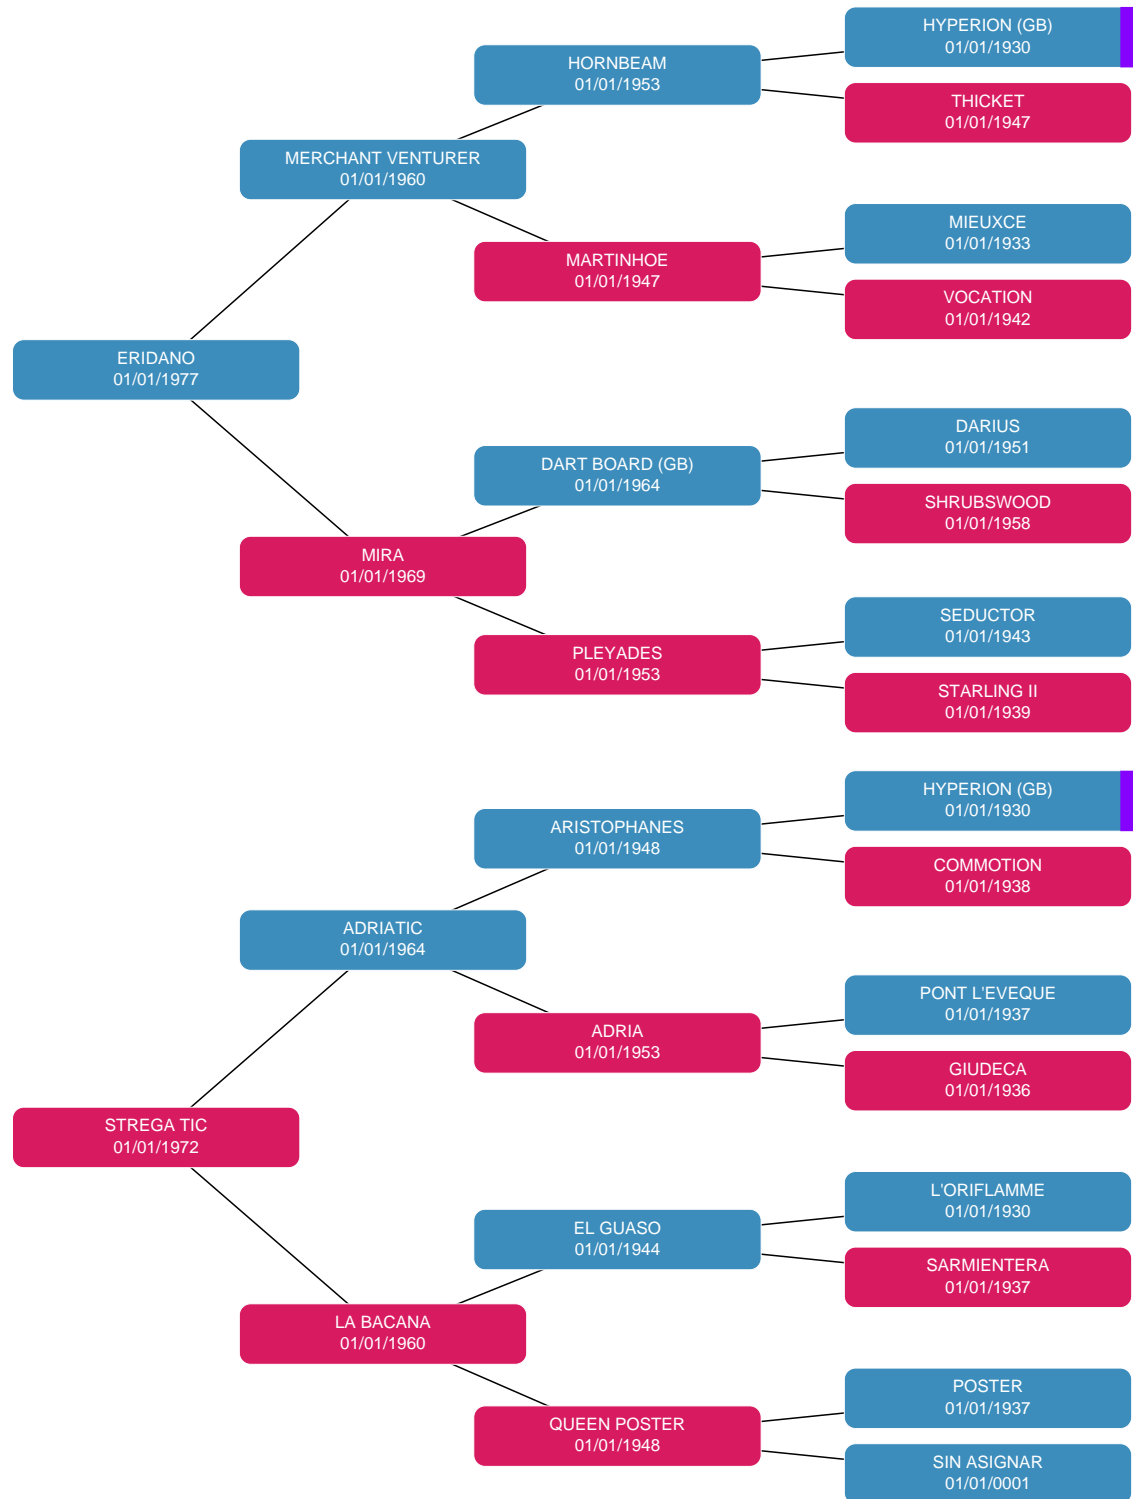 HYPERION (GB)
01/01/1930
HORNBEAM
01/01/1953
THICKET
01/01/1947
MERCHANT VENTURER
01/01/1960
MIEUXCE
01/01/1933
MARTINHOE
01/01/1947
VOCATION
01/01/1942
ERIDANO
01/01/1977
DARIUS
01/01/1951
DART BOARD (GB)
01/01/1964
SHRUBSWOOD
01/01/1958
MIRA
01/01/1969
SEDUCTOR
01/01/1943
PLEYADES
01/01/1953
STARLING II
01/01/1939
HYPERION (GB)
01/01/1930
ARISTOPHANES
01/01/1948
COMMOTION
01/01/1938
ADRIATIC
01/01/1964
PONT L'EVEQUE
01/01/1937
ADRIA
01/01/1953
GIUDECA
01/01/1936
STREGA TIC
01/01/1972
L'ORIFLAMME
01/01/1930
EL GUASO
01/01/1944
SARMIENTERA
01/01/1937
LA BACANA
01/01/1960
POSTER
01/01/1937
QUEEN POSTER
01/01/1948
SIN ASIGNAR
01/01/0001